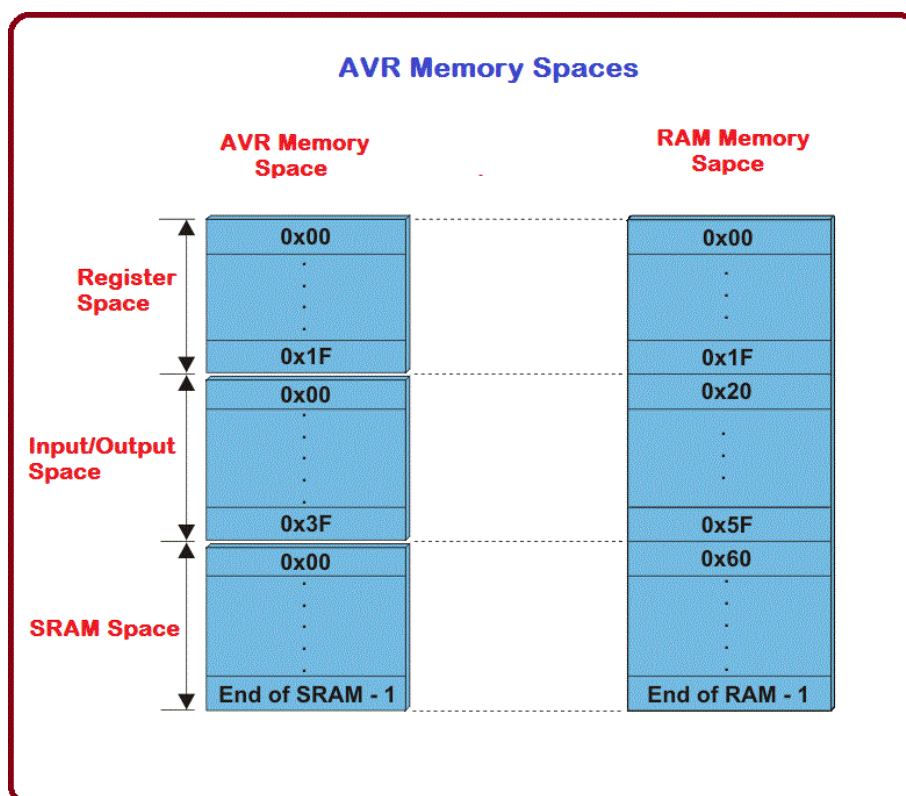 AVR Memory Spaces
AVR Memory
Space
RAM Memory
Sapce
Register
Space
0x00
0x1F
0x00
0x1F
Input/Output
Space
0x00
0x3F
0x20
0x5F
SRAM Space
0x00
End of SRAM - 1
0x60
End of RAM - 1